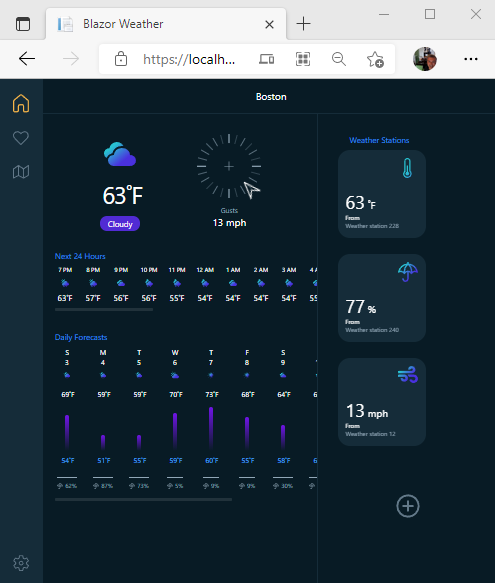 Blazor Weather
https://localh...
Boston
63°F
Cloudy
Gusts
13 mph
Weather Stations
63 °F
From
Weather station 228
77 %
From
Weather station 240
13 mph
From
Weather station 12
Next 24 Hours
7 PM 8 PM 9 PM 10 PM 11 PM 12 AM 1 AM 2 AM 3 AM 4 A
63°F 57°F 56°F 56°F 55°F 54°F 54°F 54°F 54°F 55
Daily Forecasts
S M T W T F S
3 4 5 6 7 8 9
69°F 59°F 59°F 70°F 73°F 68°F 64°F 6
54°F 51°F 55°F 59°F 60°F 55°F 58°F 6
62% 87% 73% 5% 9% 9% 30%